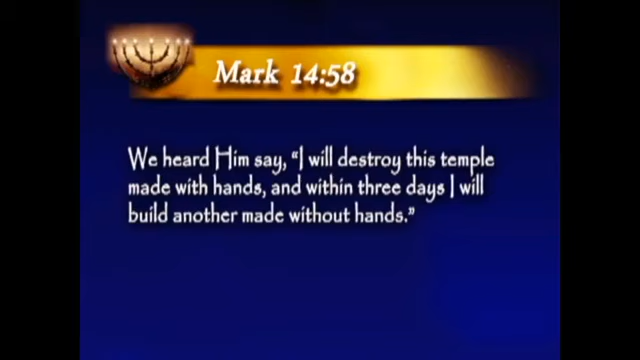 Mark 14:58
We heard Him say, “I will destroy this temple
made with hands, and within three days I will
build another made without hands.”